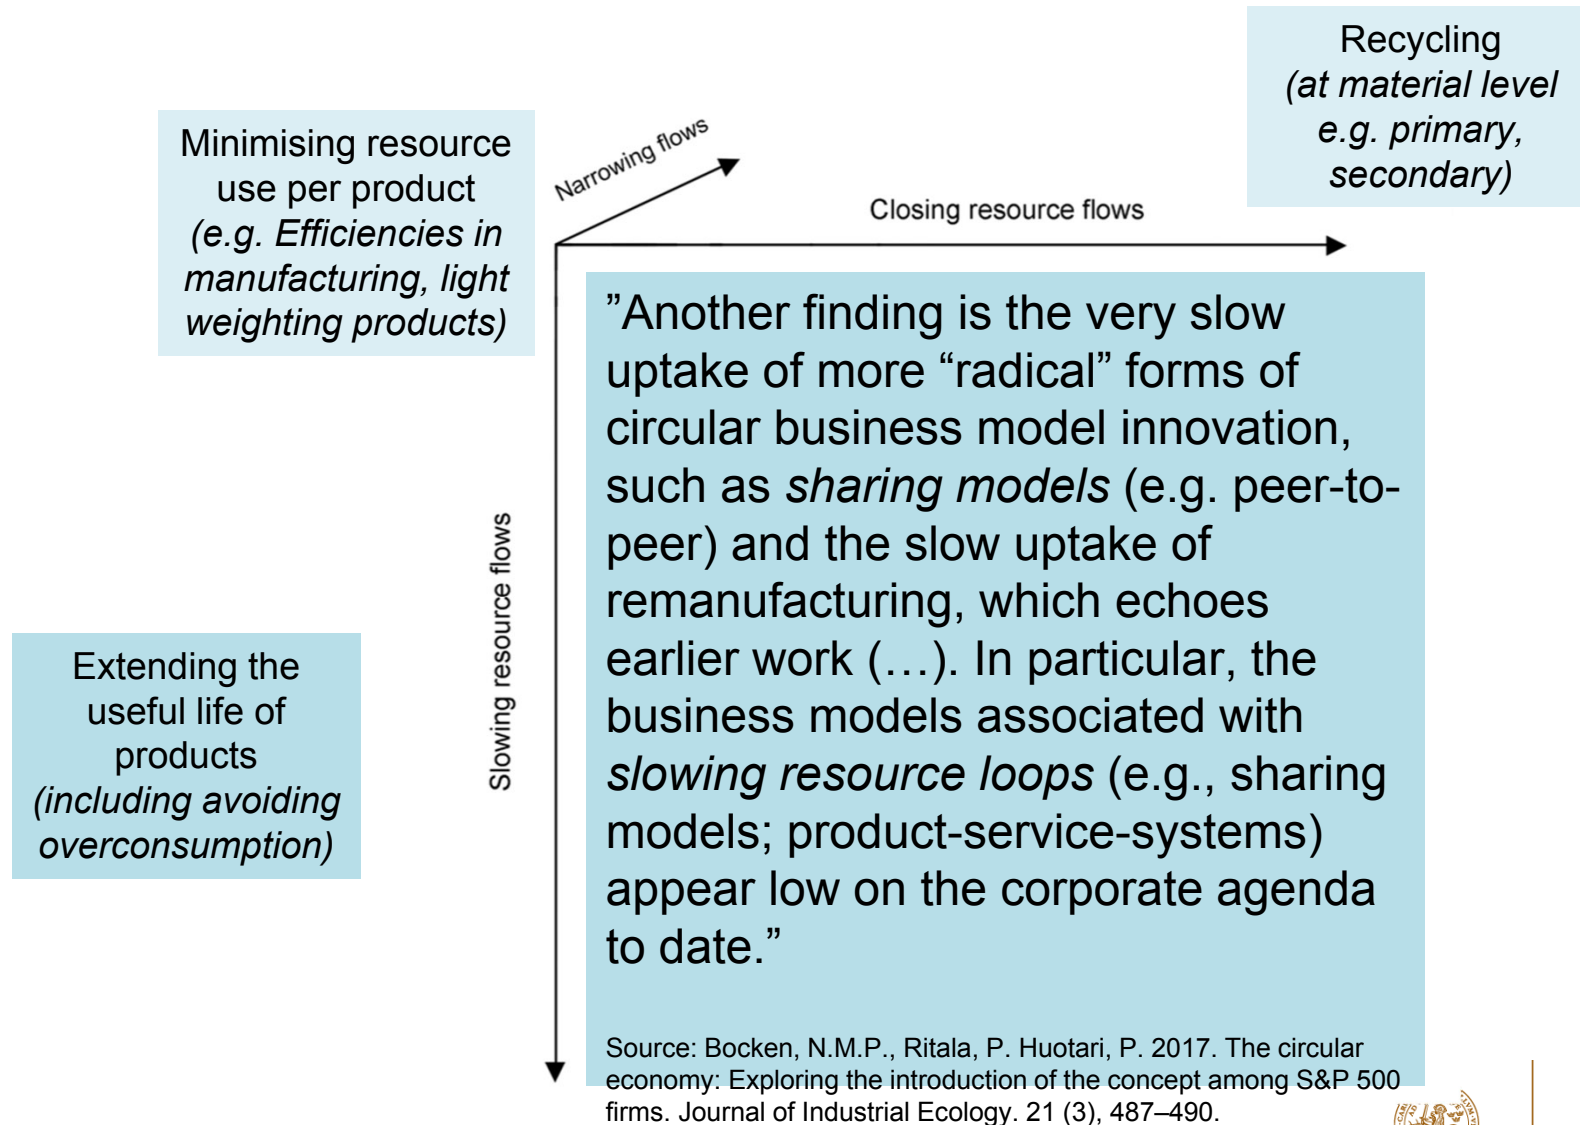 Recycling
(at material level
e.g. primary,
secondary)
Minimising resource
use per product
(e.g. Efficiencies in
manufacturing, light
weighting products)
Narrowing flows
Closing resource flows
”Another finding is the very slow
uptake of more “radical” forms of
circular business model innovation,
such as sharing models (e.g. peer-to-
peer) and the slow uptake of
remanufacturing, which echoes
earlier work (…). In particular, the
business models associated with
slowing resource loops (e.g., sharing
models; product-service-systems)
appear low on the corporate agenda
to date.”
Slowing resource flows
Extending the
useful life of
products
(including avoiding
overconsumption)
Source: Bocken, N.M.P., Ritala, P. Huotari, P. 2017. The circular
economy: Exploring the introduction of the concept among S&P 500
firms. Journal of Industrial Ecology. 21 (3), 487–490.